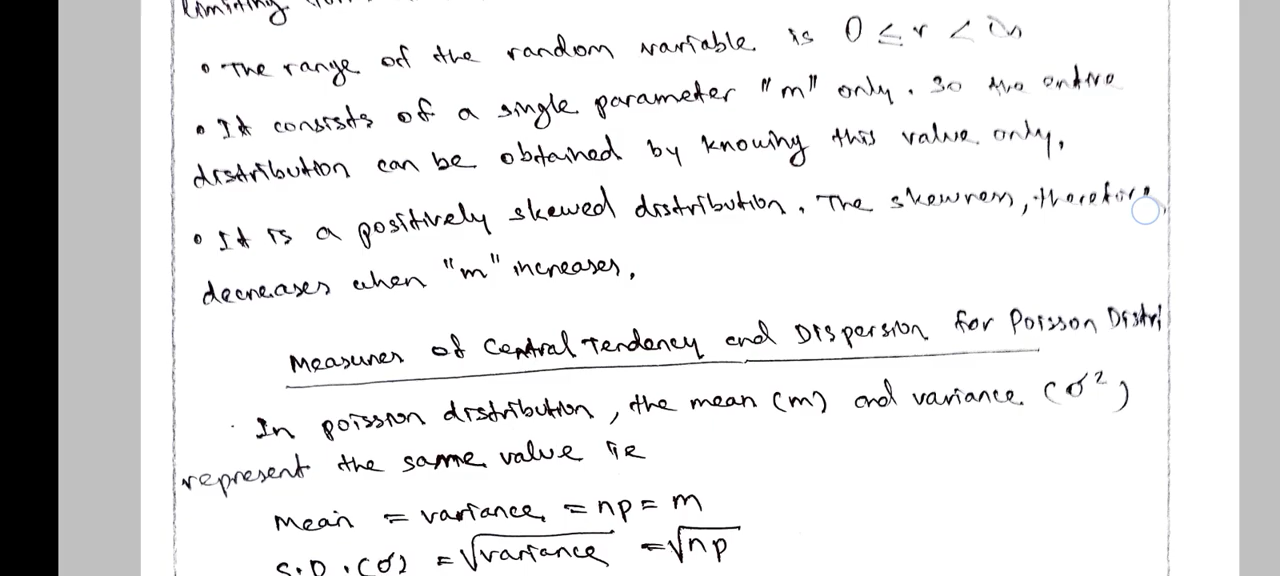 limiting
• The range of the random variable is 0 ≤ r < ∞
• It consists of a single parameter "m" only. So the entire
distribution can be obtained by knowing this value only,
• It is a positively skewed distribution. The skewness, therefore,
decreases when "m" increases.
Measures of Central Tendency and Dispersion for Poisson Distri
In poission distribution, the mean (m) and variance (σ²)
represent the same value ie
Mean = variance = np = m
S.D. (σ) = √variance = √np